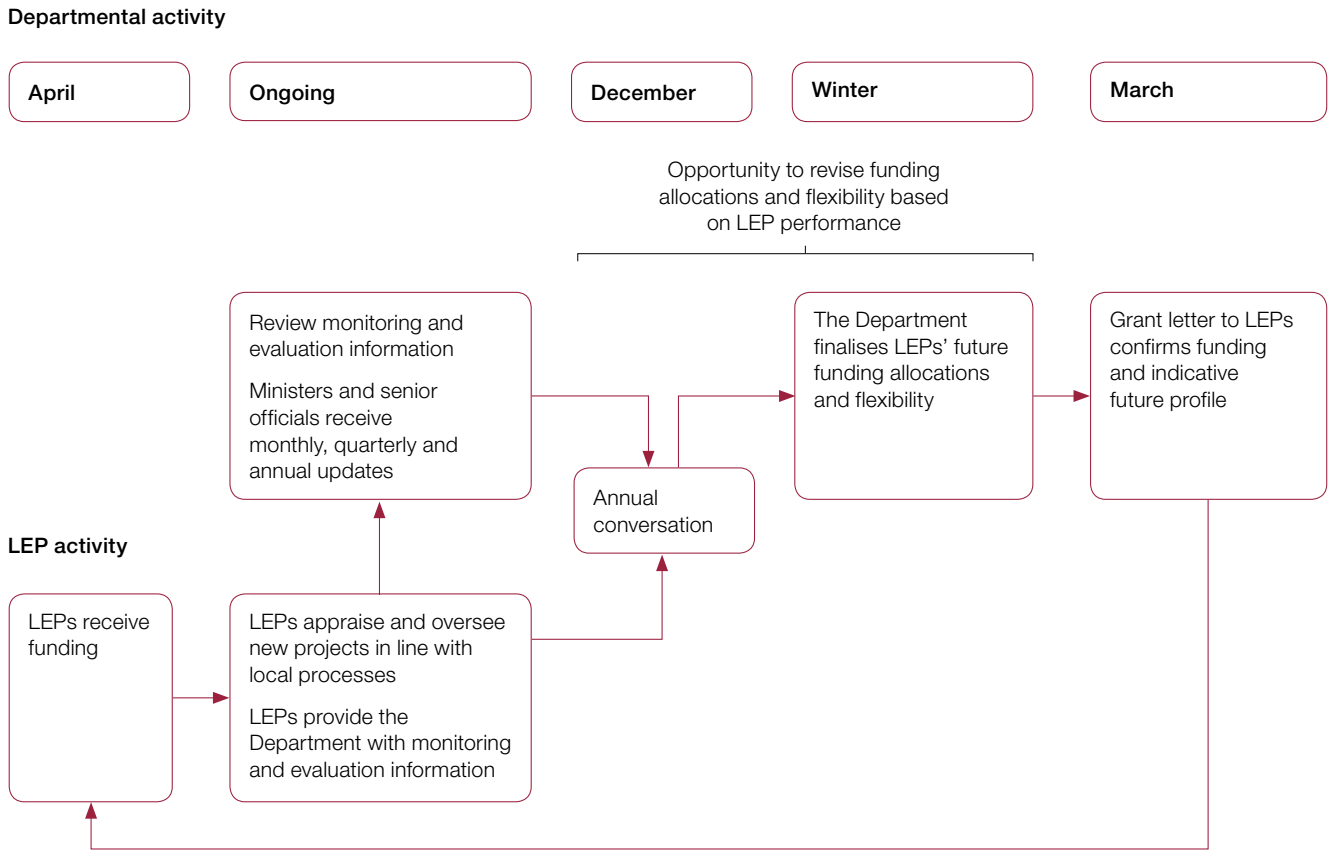 Departmental activity
April
Ongoing
December
Winter
March
Opportunity to revise funding
allocations and flexibility based
on LEP performance
Review monitoring and
evaluation information
Ministers and senior
officials receive
monthly, quarterly and
annual updates
The Department
finalises LEPs’ future
funding allocations
and flexibility
Grant letter to LEPs
confirms funding
and indicative
future profile
Annual
conversation
LEP activity
LEPs receive
funding
LEPs appraise and oversee
new projects in line with
local processes
LEPs provide the
Department with monitoring
and evaluation information